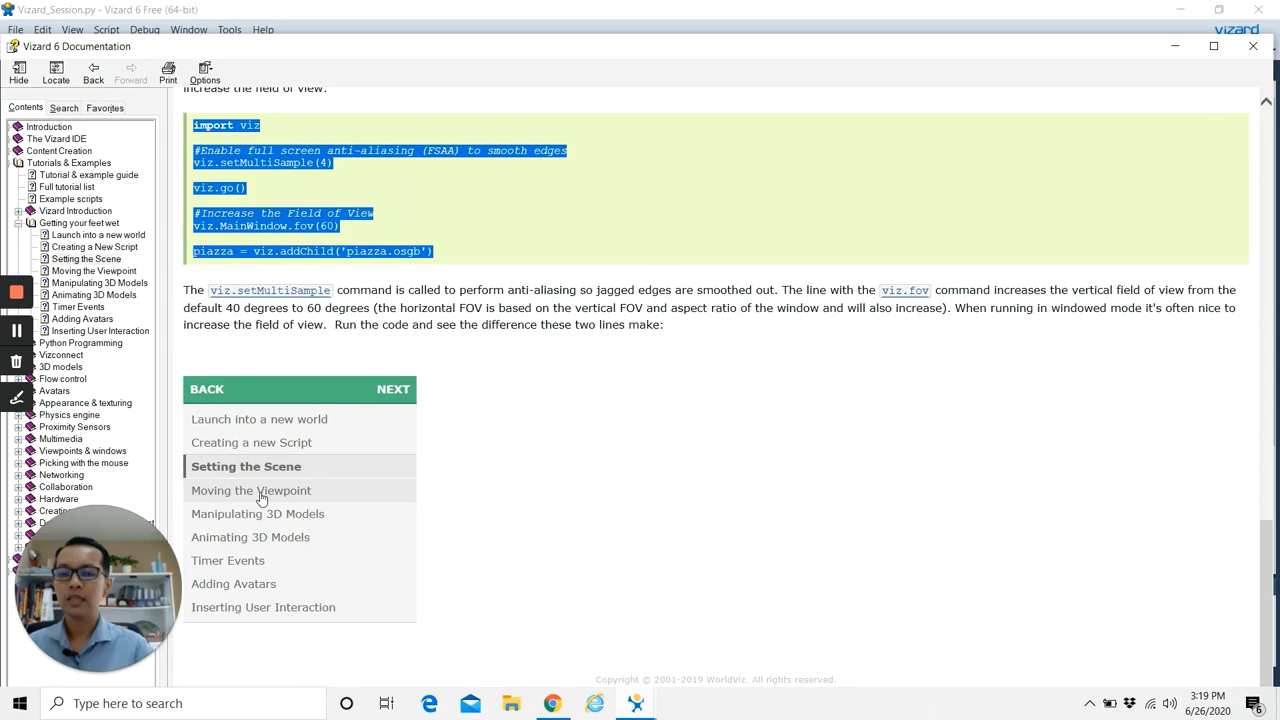 Vizard_Session.py - Vizard 6 Free (64-bit)
File Edit View Script Debug Window Tools Help
vizard
Vizard 6 Documentation
Hide Locate Back Forward Print Options
Contents Search Favorites
Introduction
The Vizard IDE
Content Creation
Tutorials & Examples
Tutorial & example guide
Full tutorial list
Example scripts
Vizard Introduction
Getting your feet wet
Launch into a new world
Creating a New Script
Setting the Scene
Moving the Viewpoint
Manipulating 3D Models
Animating 3D Models
Timer Events
Adding Avatars
Inserting User Interaction
Python Programming
Vizconnect
3D models
Flow control
Avatars
Appearance & texturing
Physics engine
Proximity Sensors
Multimedia
Viewpoints & windows
Picking with the mouse
Networking
Collaboration
Hardware
increase the field of view.
import viz
#Enable full screen anti-aliasing (FSAA) to smooth edges
viz.setMultiSample(4)
viz.go()
#Increase the Field of View
viz.MainWindow.fov(60)
piazza = viz.addChild('piazza.osgb')
The viz.setMultiSample command is called to perform anti-aliasing so jagged edges are smoothed out. The line with the viz.fov command increases the vertical field of view from the
default 40 degrees to 60 degrees (the horizontal FOV is based on the vertical FOV and aspect ratio of the window and will also increase). When running in windowed mode it's often nice to
increase the field of view. Run the code and see the difference these two lines make:
BACK NEXT
Launch into a new world
Creating a new Script
Setting the Scene
Moving the Viewpoint
Manipulating 3D Models
Animating 3D Models
Timer Events
Adding Avatars
Inserting User Interaction
Copyright © 2001-2019 WorldViz. All rights reserved.
Type here to search
3:19 PM
6/26/2020
6